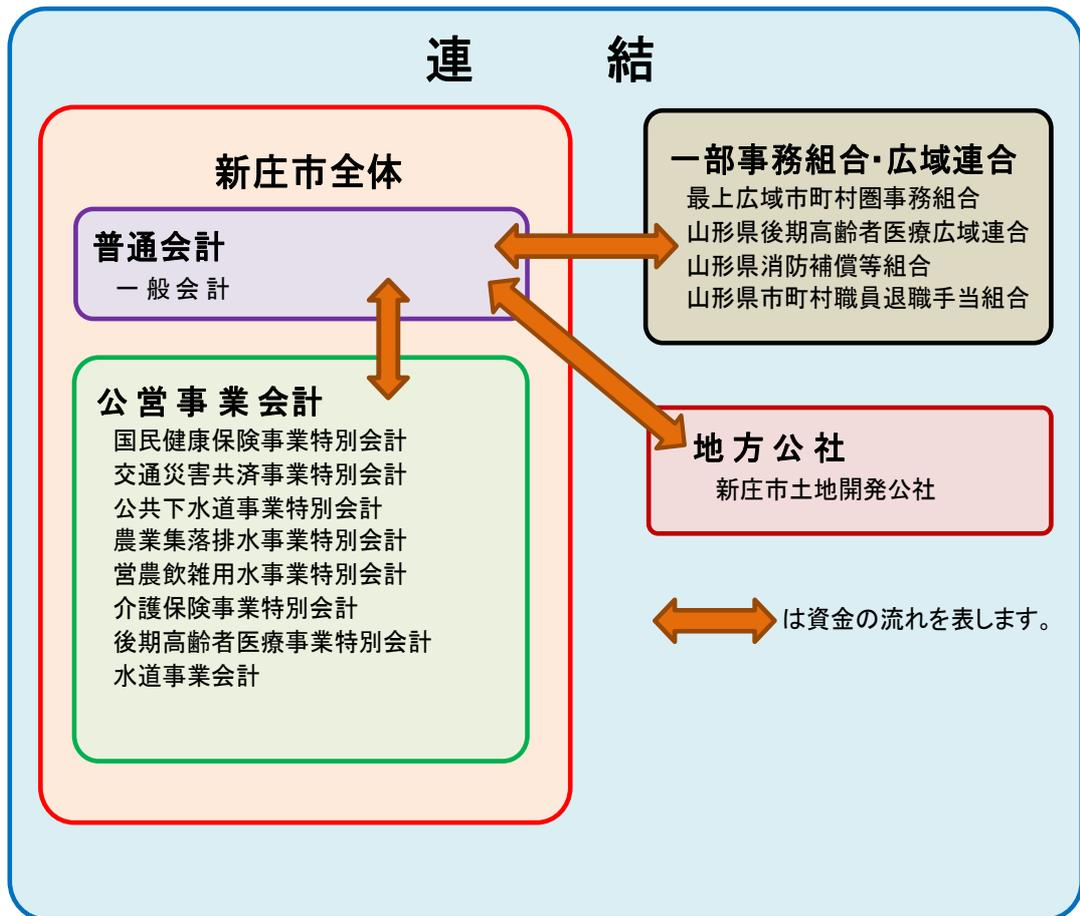 連　結
新庄市全体
普通会計
一般会計
公営事業会計
国民健康保険事業特別会計
交通災害共済事業特別会計
公共下水道事業特別会計
農業集落排水事業特別会計
営農飲雑用水事業特別会計
介護保険事業特別会計
後期高齢者医療事業特別会計
水道事業会計
一部事務組合・広域連合
最上広域市町村圏事務組合
山形県後期高齢者医療広域連合
山形県消防補償等組合
山形県市町村職員退職手当組合
地方公社
新庄市土地開発公社
は資金の流れを表します。